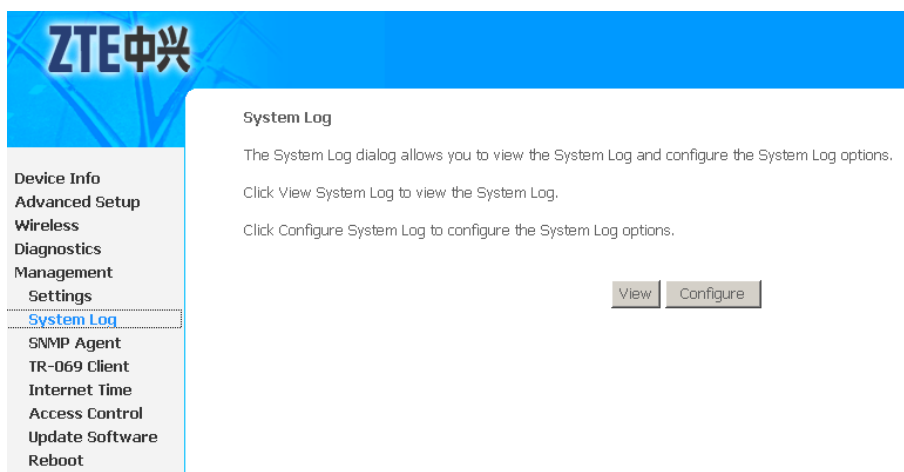 ZTE中兴
System Log
The System Log dialog allows you to view the System Log and configure the System Log options.
Click View System Log to view the System Log.
Click Configure System Log to configure the System Log options.
View Configure
Device Info
Advanced Setup
Wireless
Diagnostics
Management
Settings
System Log
SNMP Agent
TR-069 Client
Internet Time
Access Control
Update Software
Reboot